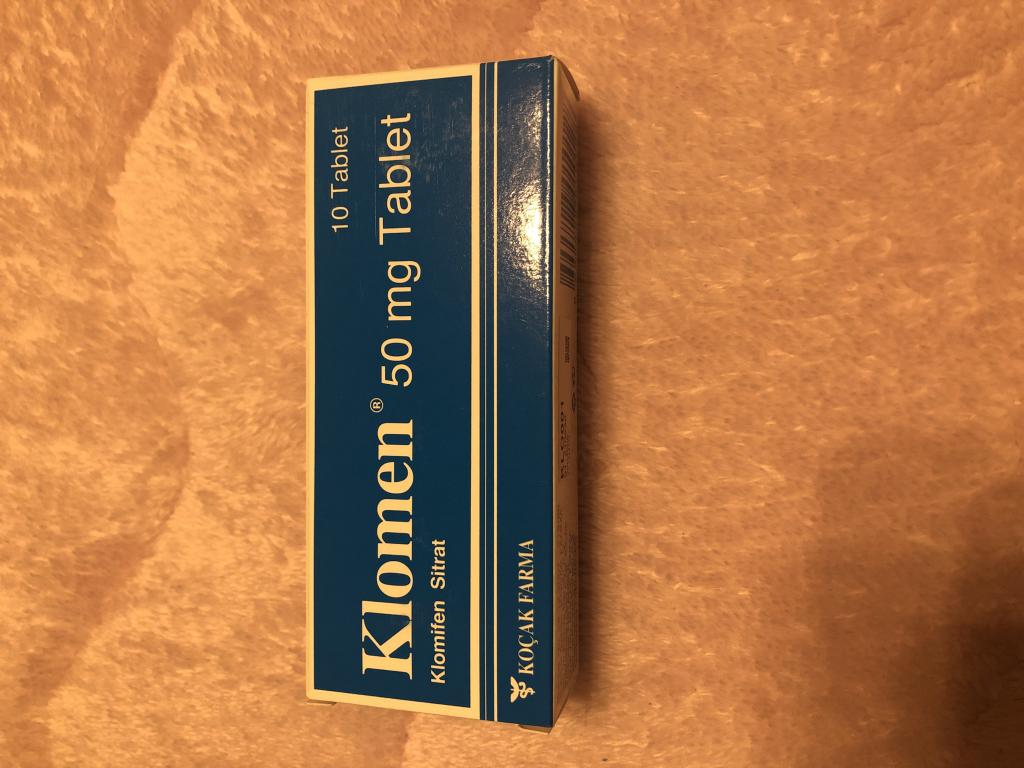 10 Tablet
Klomen® 50 mg Tablet
Klomifen Sitrat
KOÇAK FARMA